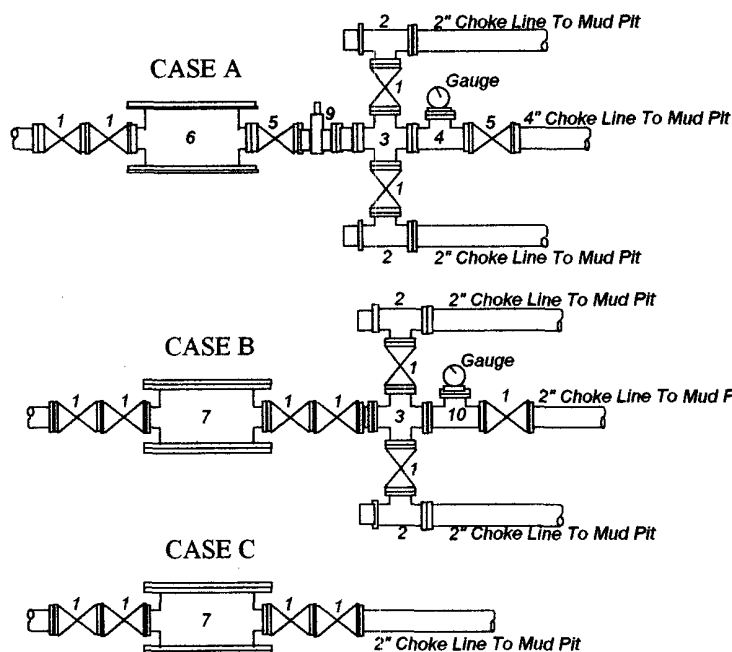 CASE A
2
2" Choke Line To Mud Pit
Gauge
1
1
1
6
5
9
3
4
5
4" Choke Line To Mud Pit
1
2
2" Choke Line To Mud Pit
CASE B
2
2" Choke Line To Mud Pit
Gauge
1
1
1
7
1
1
3
10
1
2" Choke Line To Mud P
1
2
2" Choke Line To Mud Pit
CASE C
1
1
7
1
1
2" Choke Line To Mud Pit